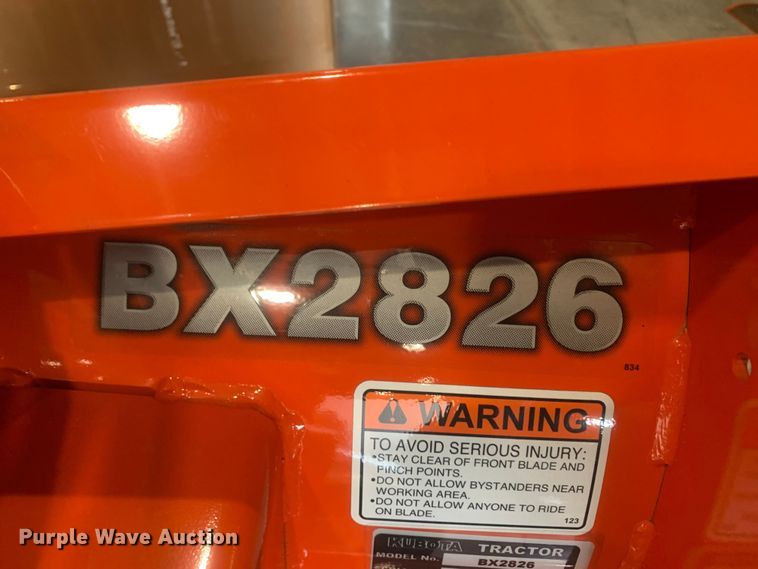 BX2826
834
WARNING
TO AVOID SERIOUS INJURY:
•STAY CLEAR OF FRONT BLADE AND
PINCH POINTS.
•DO NOT ALLOW BYSTANDERS NEAR
WORKING AREA.
•DO NOT ALLOW ANYONE TO RIDE
ON BLADE.
123
KUBOTA TRACTOR
MODEL No. BX2826
Purple Wave Auction